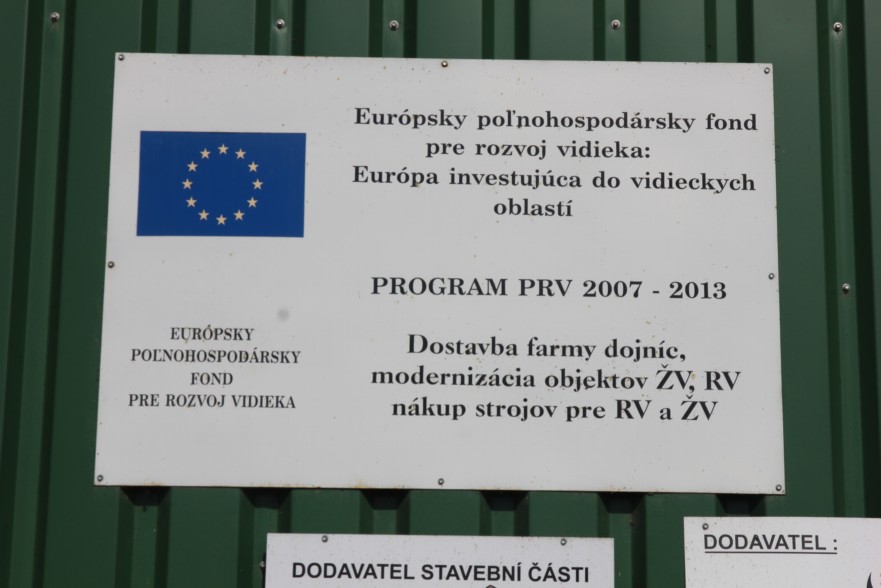 Európsky poľnohospodársky fond
pre rozvoj vidieka:
Európa investujúca do vidieckych
oblastí
PROGRAM PRV 2007 - 2013
Dostavba farmy dojníc,
modernizácia objektov ŽV, RV
nákup strojov pre RV a ŽV
EURÓPSKY
POĽNOHOSPODÁRSKY
FOND
PRE ROZVOJ VIDIEKA
DODAVATEL STAVEBNÍ ČÁSTI
DODAVATEL :